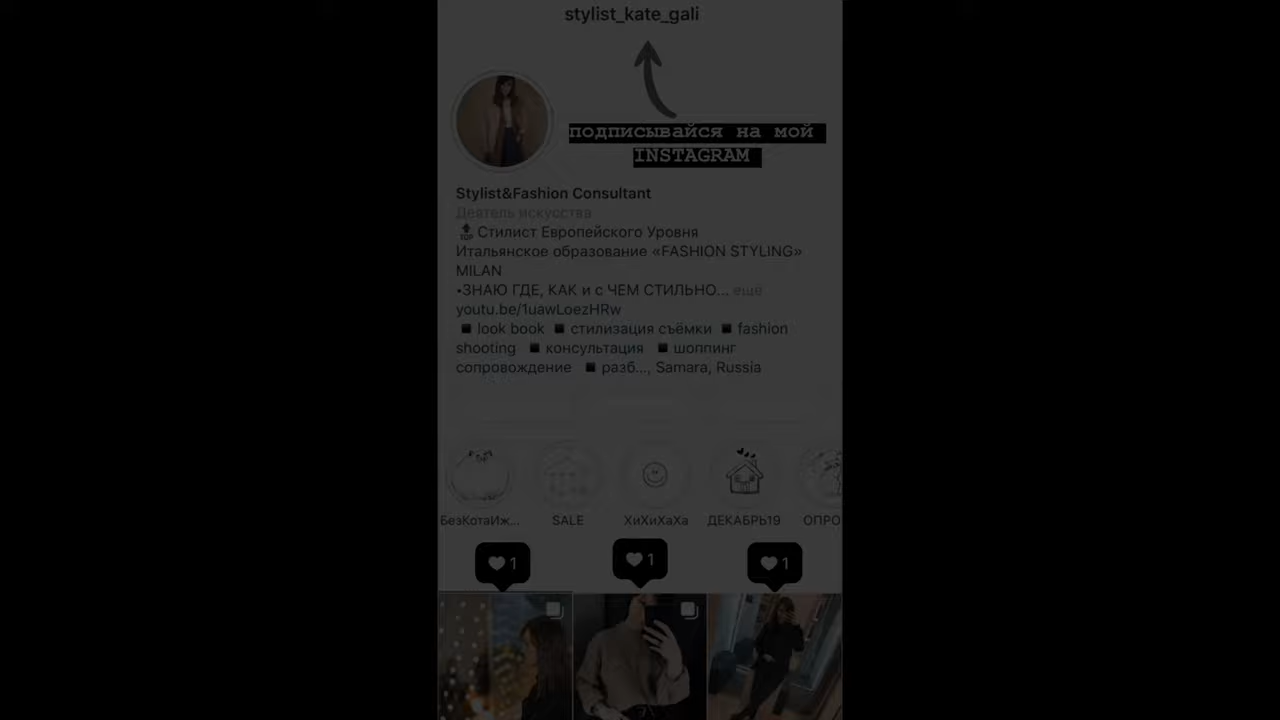 stylist_kate_gali
подписывайся на мой
INSTAGRAM
Stylist&Fashion Consultant
Деятель искусства
TOP Стилист Европейского Уровня
Итальянское образование «FASHION STYLING»
MILAN
•ЗНАЮ ГДЕ, КАК и с ЧЕМ СТИЛЬНО... ещё
youtu.be/1uawLoezHRw
◾ look book ◾ стилизация съёмки ◾ fashion
shooting ◾ консультация ◾ шоппинг
сопровождение ◾ разб..., Samara, Russia
БезКотаИж... SALE ХиХиХаХа ДЕКАБРЬ19 ОПРО
1 1 1